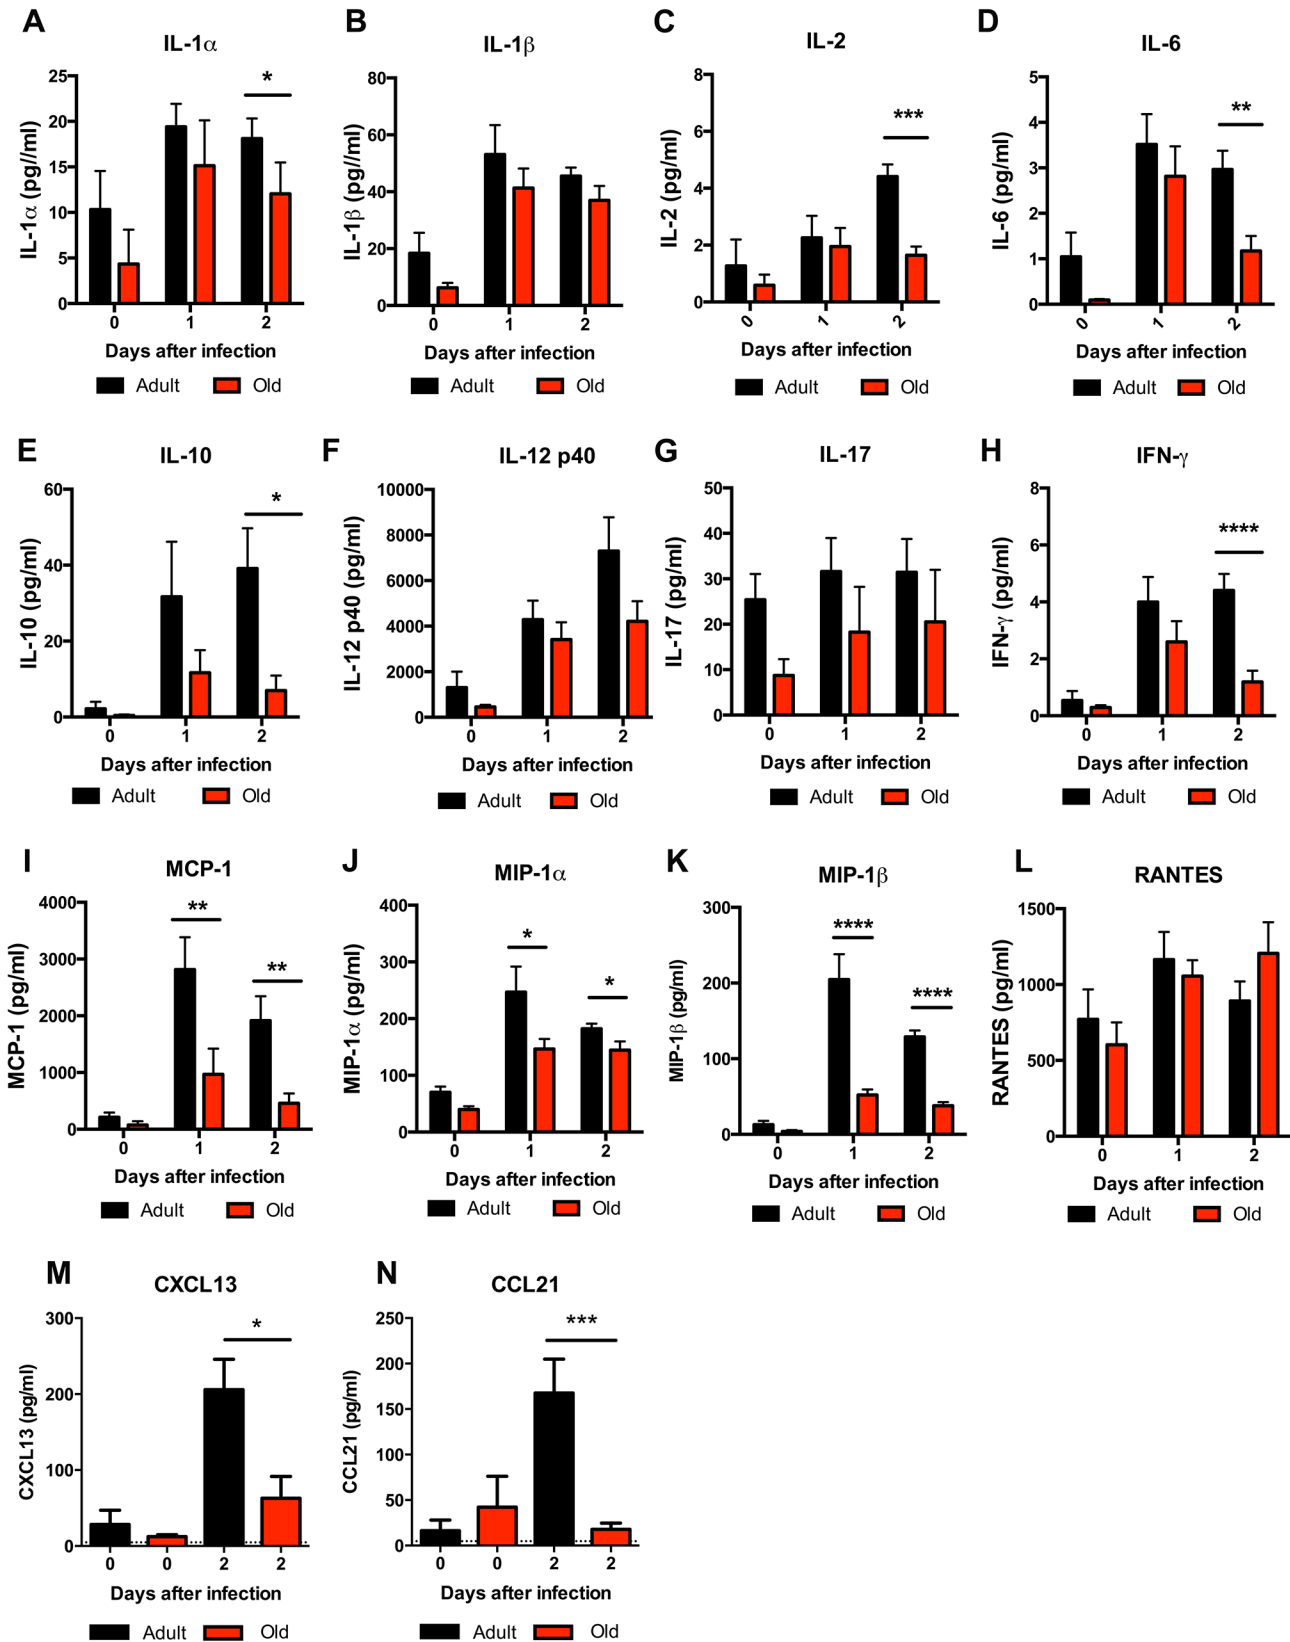 A
IL-1α
IL-1α (pg//ml)
25
20
15
10
5
0
*
0 1 2
Days after infection
Adult Old
B
IL-1β
IL-1β (pg//ml)
80
60
40
20
0
0 1 2
Days after infection
Adult Old
C
IL-2
IL-2 (pg/ml)
8
6
4
2
0
***
0 1 2
Days after infection
Adult Old
D
IL-6
IL-6 (pg/ml)
5
4
3
2
1
0
**
0 1 2
Days after infection
Adult Old
E
IL-10
IL-10 (pg/ml)
60
40
20
0
*
0 1 2
Days after infection
Adult Old
F
IL-12 p40
IL-12 p40 (pg/ml)
10000
8000
6000
4000
2000
0
0 1 2
Days after infection
Adult Old
G
IL-17
IL-17 (pg/ml)
50
40
30
20
10
0
0 1 2
Days after infection
Adult Old
H
IFN-γ
IFN-γ (pg/ml)
8
6
4
2
0
****
0 1 2
Days after infection
Adult Old
I
MCP-1
MCP-1 (pg/ml)
4000
3000
2000
1000
0
**
**
0 1 2
Days after infection
Adult Old
J
MIP-1α
MIP-1α (pg/ml)
400
300
200
100
0
*
*
0 1 2
Days after infection
Adult Old
K
MIP-1β
MIP-1β (pg/ml)
300
200
100
0
****
****
0 1 2
Days after infection
Adult Old
L
RANTES
RANTES (pg/ml)
1500
1000
500
0
0 1 2
Days after infection
Adult Old
M
CXCL13
CXCL13 (pg/ml)
300
200
100
0
*
0 0 2 2
Days after infection
Adult Old
N
CCL21
CCL21 (pg/ml)
250
200
150
100
50
0
***
0 0 2 2
Days after infection
Adult Old